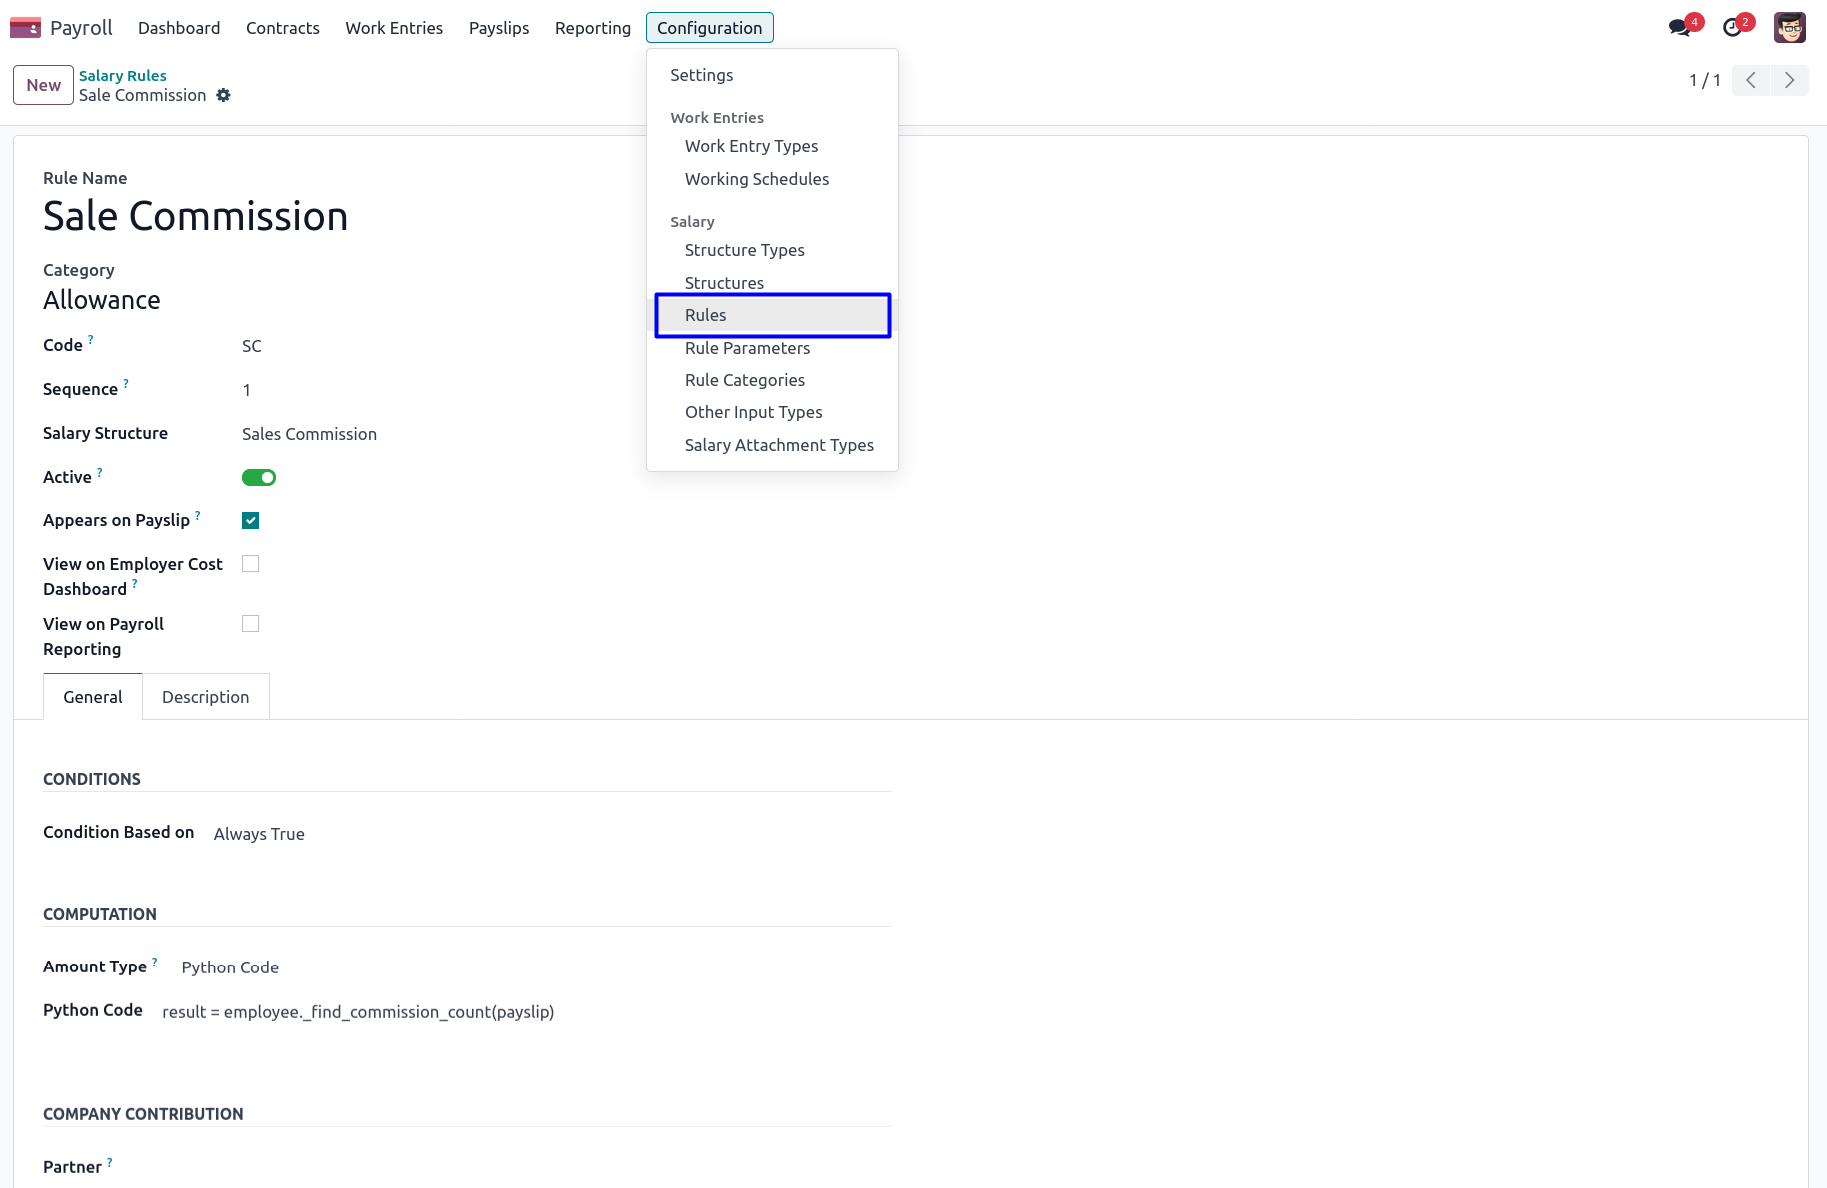 Payroll
Dashboard
Contracts
Work Entries
Payslips
Reporting
Configuration
4
2
New
Salary Rules
Sale Commission
1 / 1
Settings
Work Entries
Work Entry Types
Working Schedules
Salary
Structure Types
Structures
Rules
Rule Parameters
Rule Categories
Other Input Types
Salary Attachment Types
Rule Name
Sale Commission
Category
Allowance
Code ?
SC
Sequence ?
1
Salary Structure
Sales Commission
Active ?
Appears on Payslip ?
View on Employer Cost
Dashboard ?
View on Payroll
Reporting
General
Description
CONDITIONS
Condition Based on
Always True
COMPUTATION
Amount Type ?
Python Code
Python Code
result = employee._find_commission_count(payslip)
COMPANY CONTRIBUTION
Partner ?